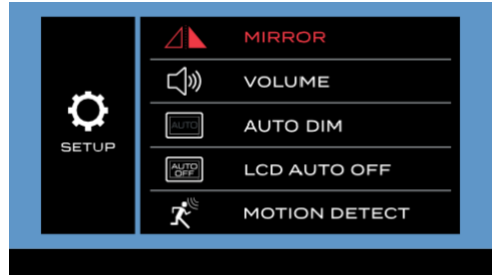 MIRROR
VOLUME
AUTO
AUTO DIM
SETUP
AUTO
OFF
LCD AUTO OFF
MOTION DETECT